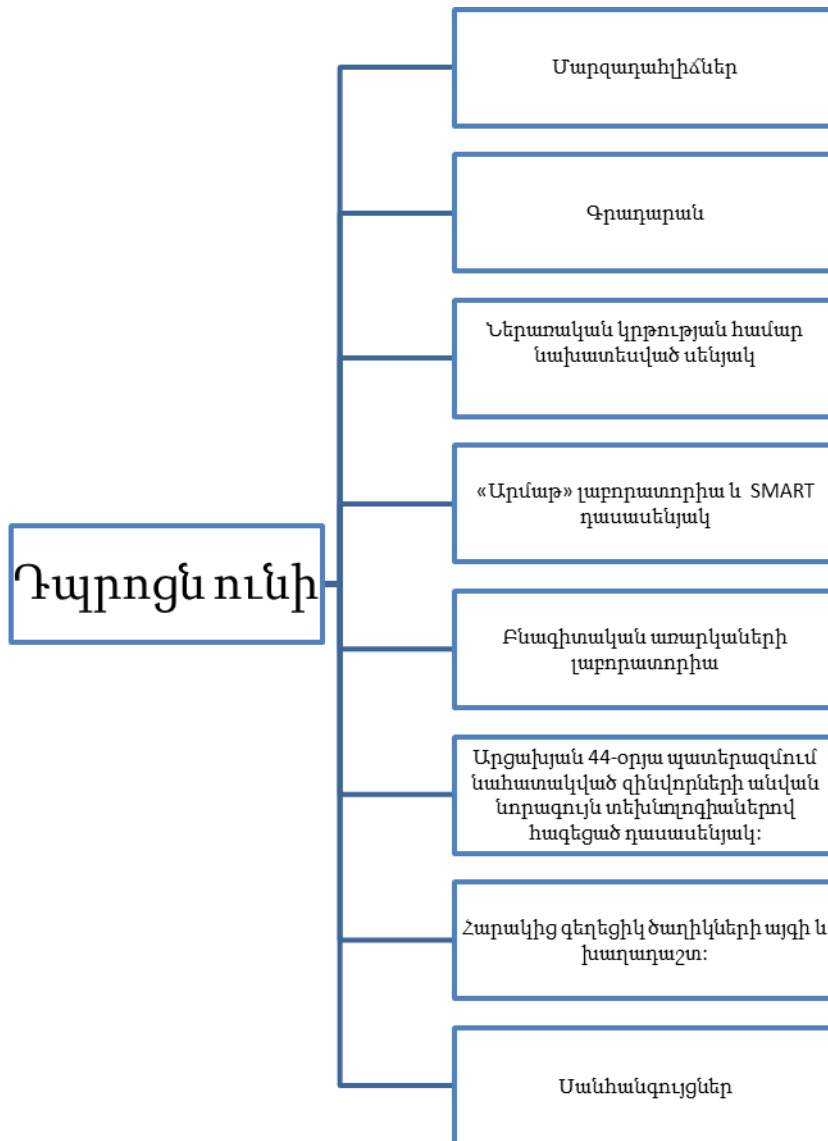 Մարզադահլիճներ
Գրադարան
Ներառական կրթության համար
նախատեսված սենյակ
«Արմաթ» լաբորատորիա և SMART
դասասենյակ
Դպրոցն ունի
Բնագիտական առարկաների
լաբորատորիա
Արցախյան 44-օրյա պատերազմում
նահատակված զինվորների անվան
նորագույն տեխնոլոգիաներով
հագեցած դասասենյակ:
Հարակից գեղեցիկ ծաղիկների այգի և
խաղադաշտ:
Սանհանգույցներ